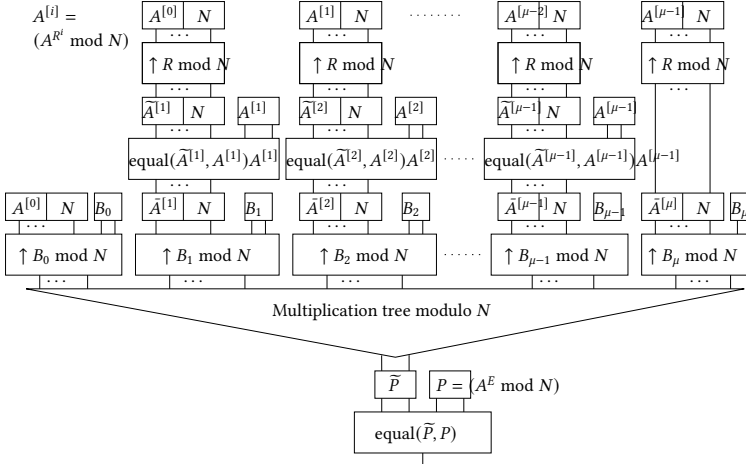 A^{[i]} =
(A^{R^i} mod N)
A^{[0]} N A^{[1]} N ........ A^{[μ-2]} N A^{[μ−1]} N
... ... ... ...
↑ R mod N ↑ R mod N ↑ R mod N ↑ R mod N
... ... ... ...
Ã^{[1]} N A^{[1]} Ã^{[2]} N A^{[2]} Ã^{[μ−1]} N A^{[μ−1]}
equal(Ã^{[1]}, A^{[1]})A^{[1]} equal(Ã^{[2]}, A^{[2]})A^{[2]} ..... equal(Ã^{[μ−1]}, A^{[μ−1]})A^{[μ−1]}
A^{[0]} N B_0 Ā^{[1]} N B_1 Ā^{[2]} N B_2 Ā^{[μ−1]} N B_{μ−1} Ā^{[μ]} N B_μ
... ... ... ... ...
↑ B_0 mod N ↑ B_1 mod N ↑ B_2 mod N ...... ↑ B_{μ−1} mod N ↑ B_μ mod N
... ... ... ... ...
Multiplication tree modulo N
P̃ P = (A^E mod N)
equal(P̃, P)